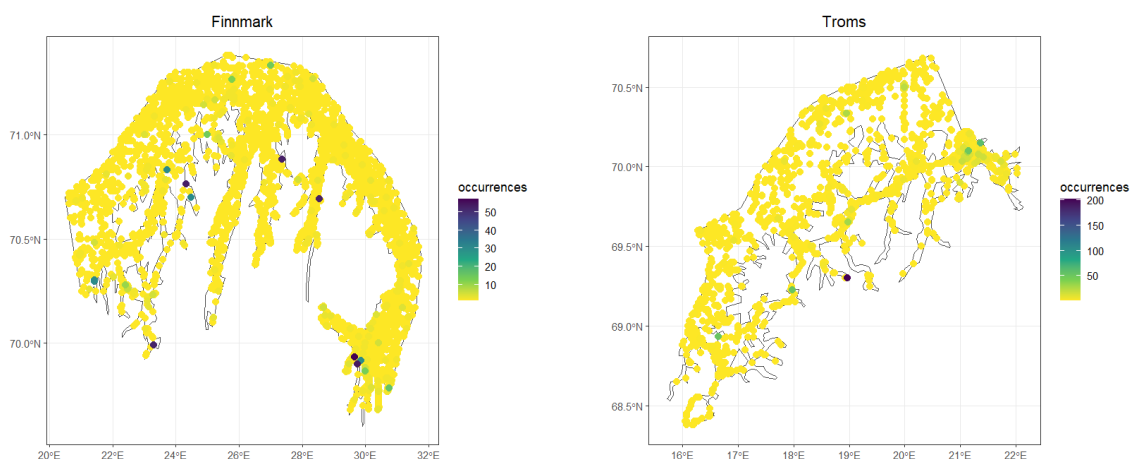 Finnmark
71.0°N
70.5°N
70.0°N
20°E 22°E 24°E 26°E 28°E 30°E 32°E
occurrences
50
40
30
20
10
Troms
70.5°N
70.0°N
69.5°N
69.0°N
68.5°N
16°E 17°E 18°E 19°E 20°E 21°E 22°E
occurrences
200
150
100
50